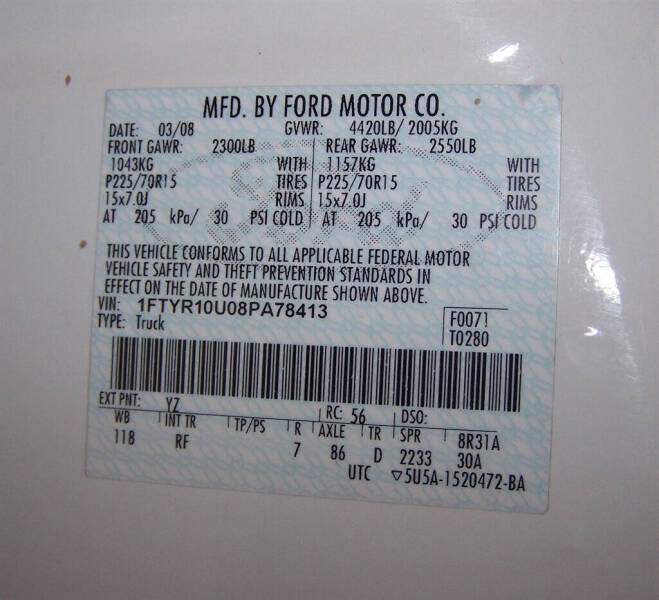 MFD. BY FORD MOTOR CO.
DATE: 03/08 GVWR: 4420LB/ 2005KG
FRONT GAWR: 2300LB REAR GAWR: 2550LB
1043KG WITH 1157KG WITH
P225/70R15 TIRES P225/70R15 TIRES
15x7.0J RIMS 15x7.0J RIMS
AT 205 kPa/ 30 PSI COLD AT 205 kPa/ 30 PSI COLD
THIS VEHICLE CONFORMS TO ALL APPLICABLE FEDERAL MOTOR
VEHICLE SAFETY AND THEFT PREVENTION STANDARDS IN
EFFECT ON THE DATE OF MANUFACTURE SHOWN ABOVE.
VIN: 1FTYR10U08PA78413 F0071
TYPE: Truck T0280
EXT PNT: YZ RC: 56 DSO:
WB INT TR TP/PS R AXLE TR SPR 8R31A
118 RF 7 86 D 2233 30A
UTC ▽5U5A-1520472-BA